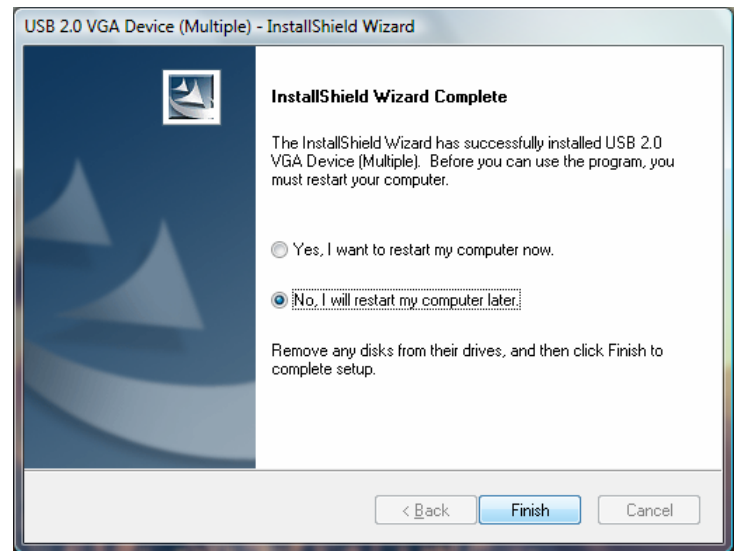 USB 2.0 VGA Device (Multiple) - InstallShield Wizard
InstallShield Wizard Complete
The InstallShield Wizard has successfully installed USB 2.0
VGA Device (Multiple). Before you can use the program, you
must restart your computer.
Yes, I want to restart my computer now.
No, I will restart my computer later.
Remove any disks from their drives, and then click Finish to
complete setup.
< Back Finish Cancel